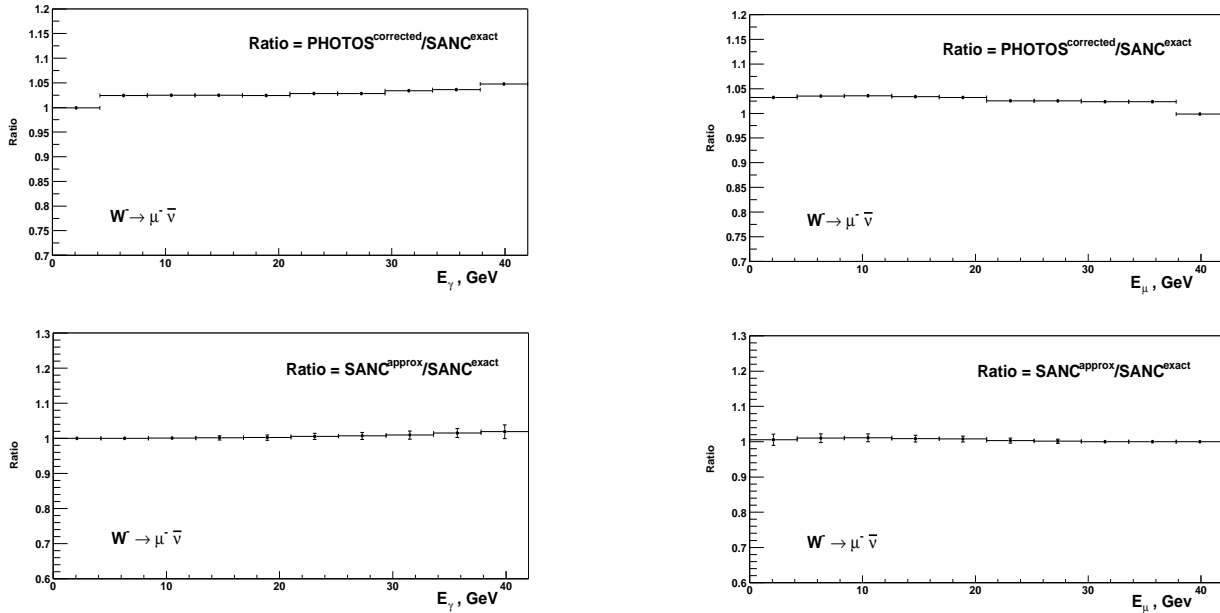 Ratio = PHOTOS^corrected/SANC^exact
Ratio
1.2
1.15
1.1
1.05
1
0.95
0.9
0.85
0.8
0.75
0.7
W⁻ → μ⁻ ν̅
0 10 20 30 40
E_γ , GeV
Ratio = PHOTOS^corrected/SANC^exact
Ratio
1.2
1.15
1.1
1.05
1
0.95
0.9
0.85
0.8
0.75
0.7
W⁻ → μ⁻ ν̅
0 10 20 30 40
E_μ , GeV
Ratio = SANC^approx/SANC^exact
Ratio
1.3
1.2
1.1
1
0.9
0.8
0.7
0.6
W⁻ → μ⁻ ν̅
0 10 20 30 40
E_γ , GeV
Ratio = SANC^approx/SANC^exact
Ratio
1.3
1.2
1.1
1
0.9
0.8
0.7
0.6
W⁻ → μ⁻ ν̅
0 10 20 30 40
E_μ , GeV